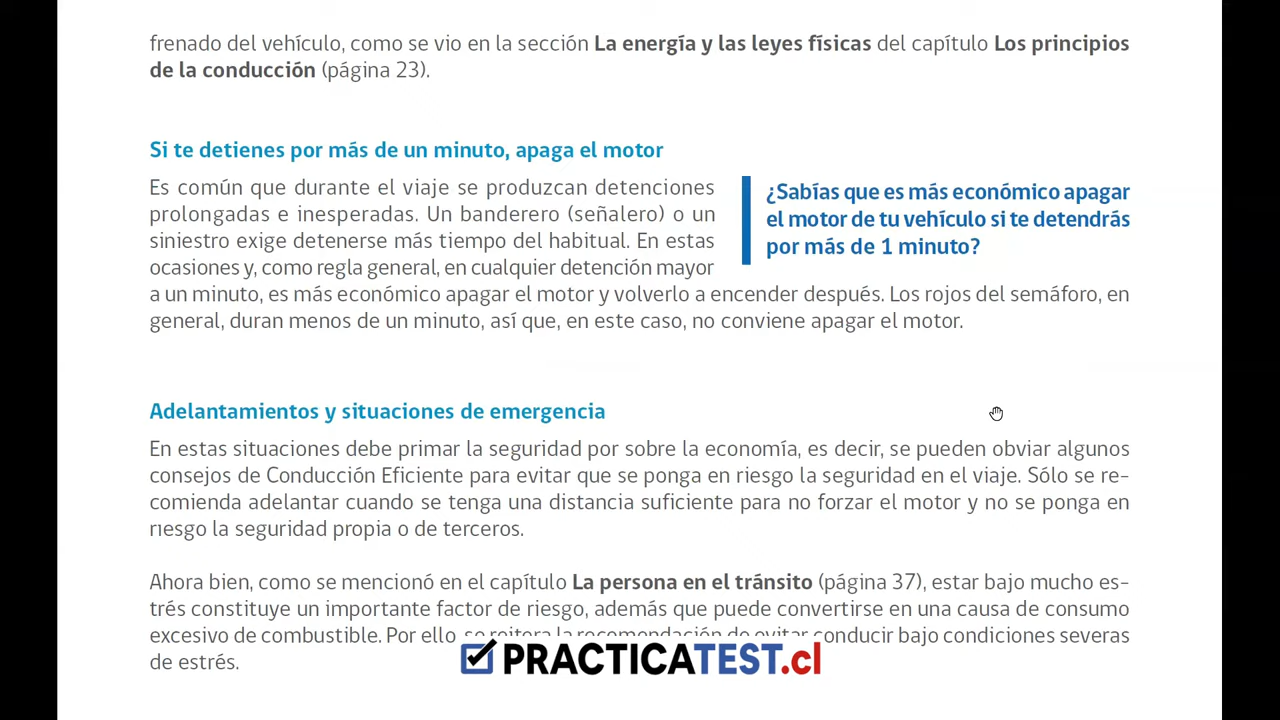 frenado del vehículo, como se vio en la sección La energía y las leyes físicas del capítulo Los principios
de la conducción (página 23).
Si te detienes por más de un minuto, apaga el motor
Es común que durante el viaje se produzcan detenciones
prolongadas e inesperadas. Un banderero (señalero) o un
siniestro exige detenerse más tiempo del habitual. En estas
ocasiones y, como regla general, en cualquier detención mayor
a un minuto, es más económico apagar el motor y volverlo a encender después. Los rojos del semáforo, en
general, duran menos de un minuto, así que, en este caso, no conviene apagar el motor.
¿Sabías que es más económico apagar
el motor de tu vehículo si te detendrás
por más de 1 minuto?
Adelantamientos y situaciones de emergencia
En estas situaciones debe primar la seguridad por sobre la economía, es decir, se pueden obviar algunos
consejos de Conducción Eficiente para evitar que se ponga en riesgo la seguridad en el viaje. Sólo se re-
comienda adelantar cuando se tenga una distancia suficiente para no forzar el motor y no se ponga en
riesgo la seguridad propia o de terceros.
Ahora bien, como se mencionó en el capítulo La persona en el tránsito (página 37), estar bajo mucho es-
trés constituye un importante factor de riesgo, además que puede convertirse en una causa de consumo
excesivo de combustible. Por ello se reitera la recomendación de evitar conducir bajo condiciones severas
de estrés.
PRACTICATEST.cl